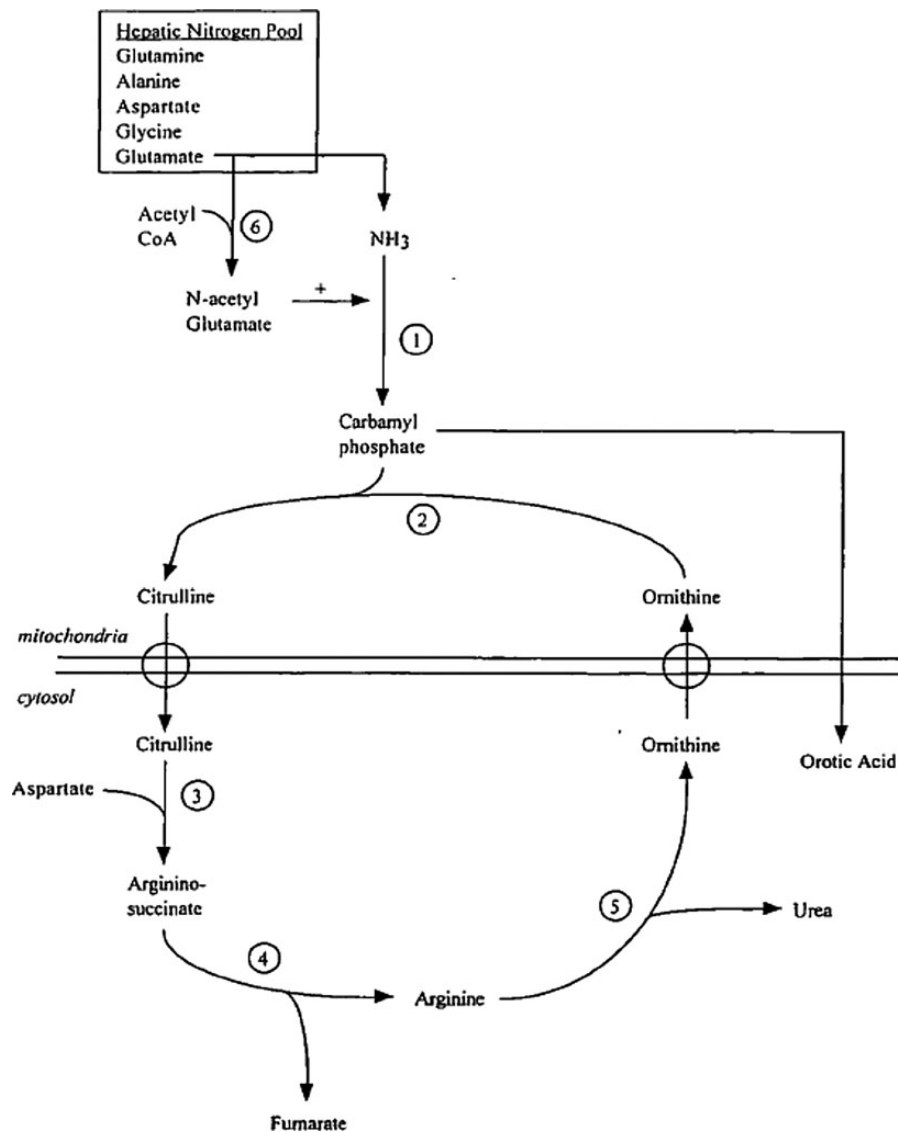 Hepatic Nitrogen Pool
Glutamine
Alanine
Aspartate
Glycine
Glutamate
Acetyl
CoA
6
NH3
N-acetyl
Glutamate
+
1
Carbamyl
phosphate
2
Citrulline
Ornithine
mitochondria
cytosol
Citrulline
Ornithine
Orotic Acid
Aspartate
3
Arginino-
succinate
5
Urea
4
Arginine
Fumarate